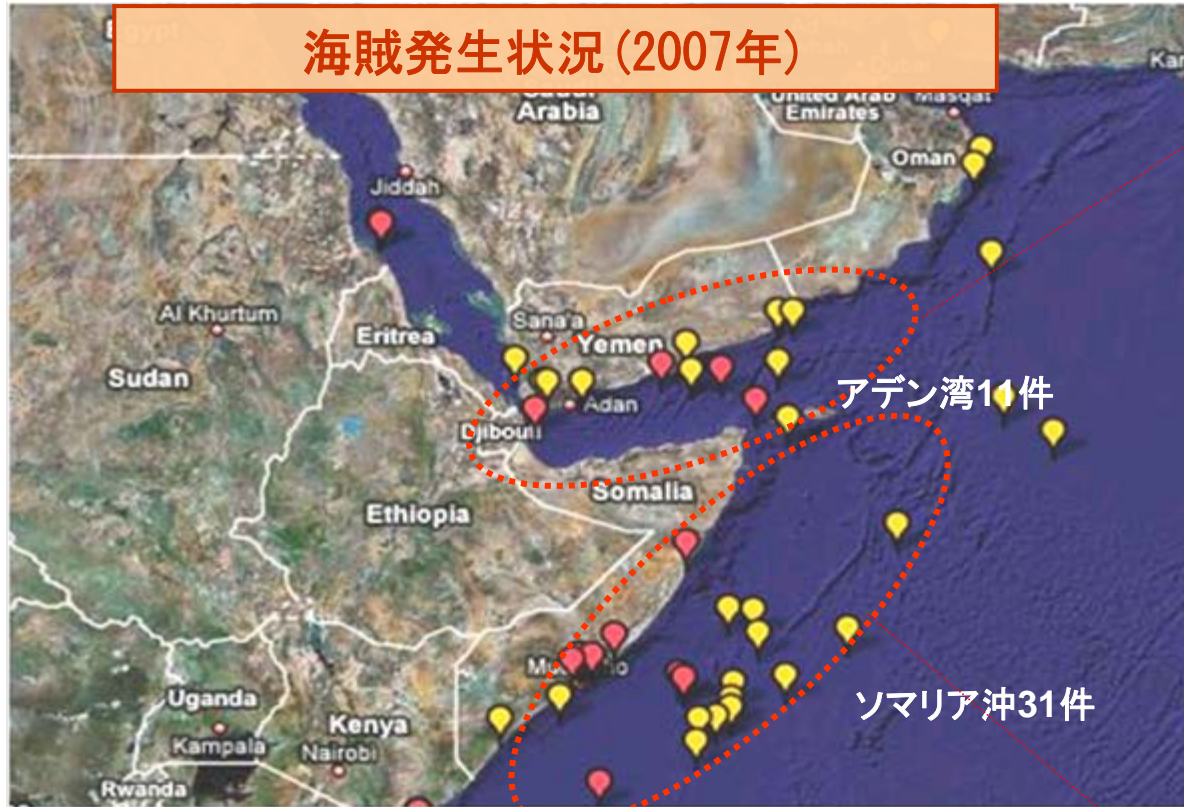 海賊発生状況(2007年)
Arabia
United Arab
Emirates
Masqat
Oman
Jiddah
Al Khurtum
Sana'a
Eritrea
Yemen
Sudan
アデン湾11件
Adan
Djibouti
Somalia
Ethiopia
ソマリア沖31件
Uganda
Kenya
Kampala
Nairobi
Rwanda